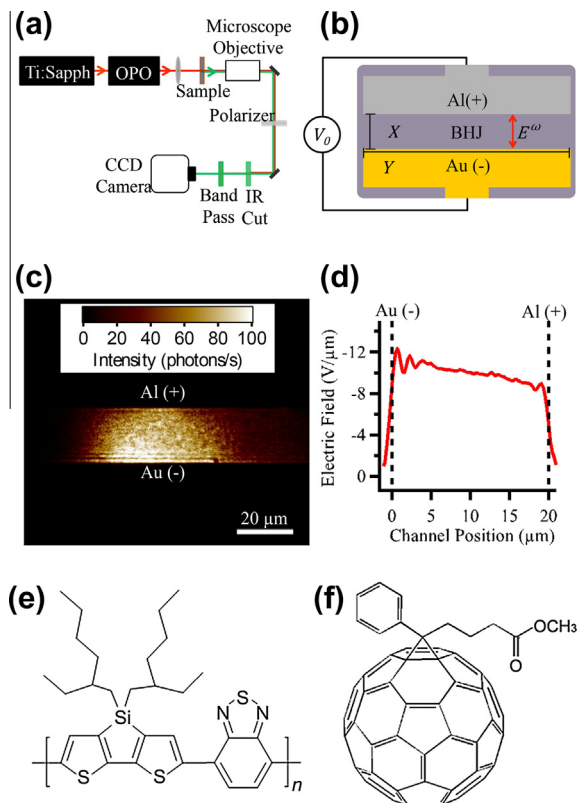 (a)
Ti:Sapph
OPO
Sample
Microscope
Objective
Polarizer
CCD
Camera
Band
Pass
IR
Cut
(b)
V0
Al(+)
X
BHJ
Eω
Y
Au (-)
(c)
0 20 40 60 80 100
Intensity (photons/s)
Al (+)
Au (-)
20 µm
(d)
Au (-)
Al (+)
Electric Field (V/µm)
-12
-8
-4
0
0 5 10 15 20
Channel Position (µm)
(e)
Si
S
S
N
S
N
n
(f)
OCH3
O